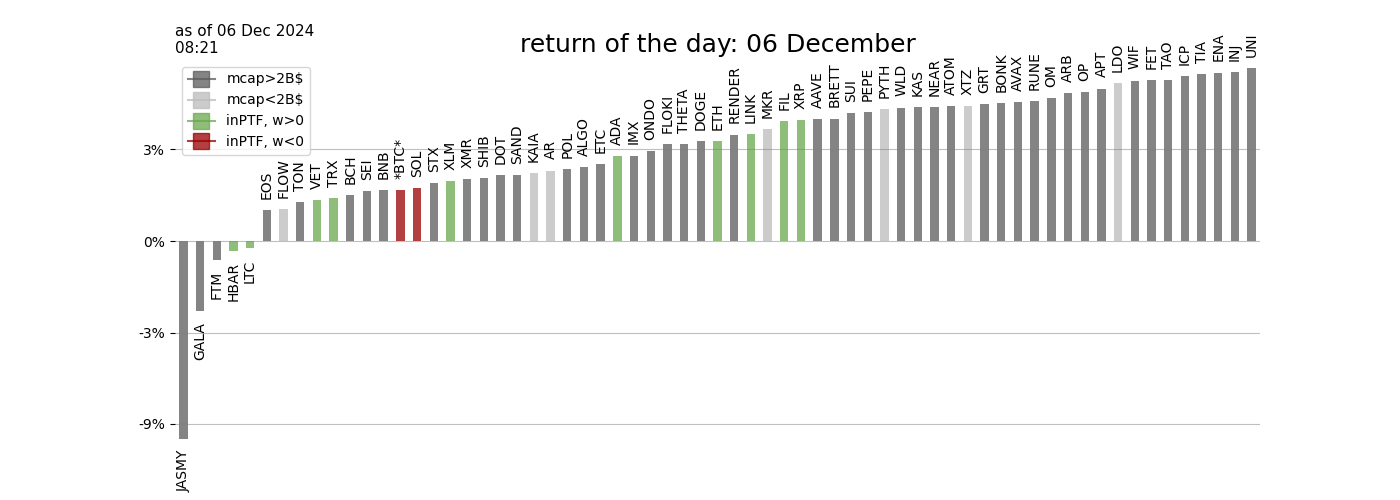 as of 06 Dec 2024
08:21
return of the day: 06 December
mcap>2B$
mcap<2B$
inPTF, w>0
inPTF, w<0
3%
0%
-3%
-9%
JASMY
GALA
FTM
HBAR
LTC
EOS
FLOW
TON
VET
TRX
BCH
SEI
BNB
*BTC*
SOL
STX
XLM
XMR
SHIB
DOT
SAND
KAIA
AR
POL
ALGO
ETC
ADA
IMX
ONDO
FLOKI
THETA
DOGE
ETH
RENDER
LINK
MKR
FIL
XRP
AAVE
BRETT
SUI
PEPE
PYTH
WLD
KAS
NEAR
ATOM
XTZ
GRT
BONK
AVAX
RUNE
OM
ARB
OP
APT
LDO
WIF
FET
TAO
ICP
TIA
ENA
INJ
UNI